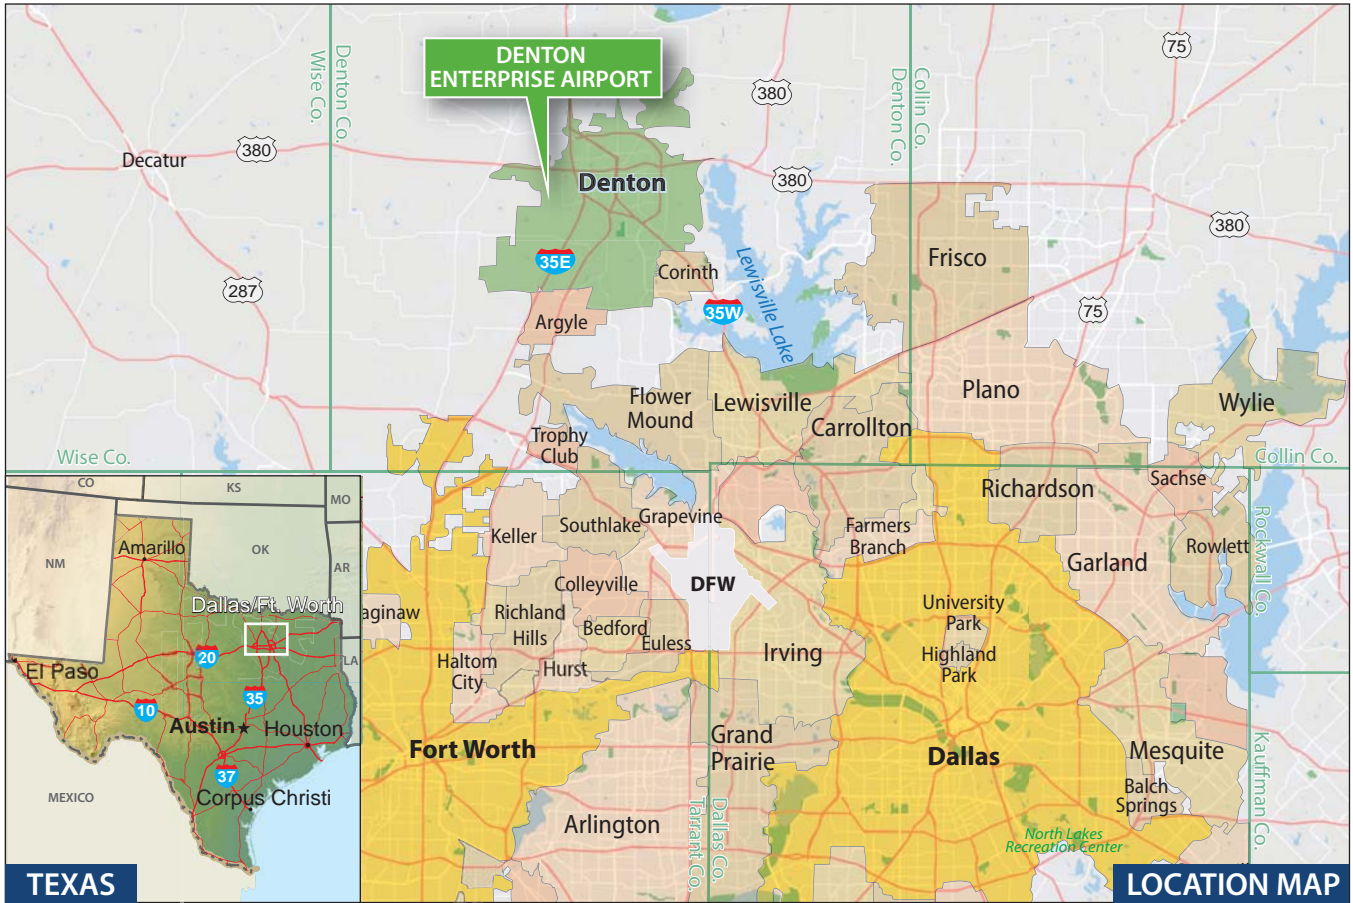 DENTON
ENTERPRISE AIRPORT
75
380
Wise Co.
Denton Co.
Denton Co.
Collin Co.
Decatur
380
Denton
380
380
35E
Corinth
Lewisville Lake
Frisco
287
35W
75
Argyle
Flower
Mound
Lewisville
Plano
Wylie
Carrollton
Trophy
Club
Wise Co.
Collin Co.
Richardson
Sachse
Southlake
Grapevine
Keller
Farmers
Branch
Rowlett
Rockwall Co.
Garland
Colleyville
DFW
aginaw
Richland
Hills
Bedford
Euless
University
Park
Irving
Highland
Park
Haltom
City
Hurst
Fort Worth
Grand
Prairie
Dallas
Mesquite
Kauffman Co.
Balch
Springs
Arlington
Tarrant Co.
Dallas Co.
North Lakes
Recreation Center
CO
KS
MO
NM
Amarillo
OK
AR
Dallas/Ft. Worth
20
LA
El Paso
35
10
Austin
Houston
37
MEXICO
Corpus Christi
TEXAS
LOCATION MAP